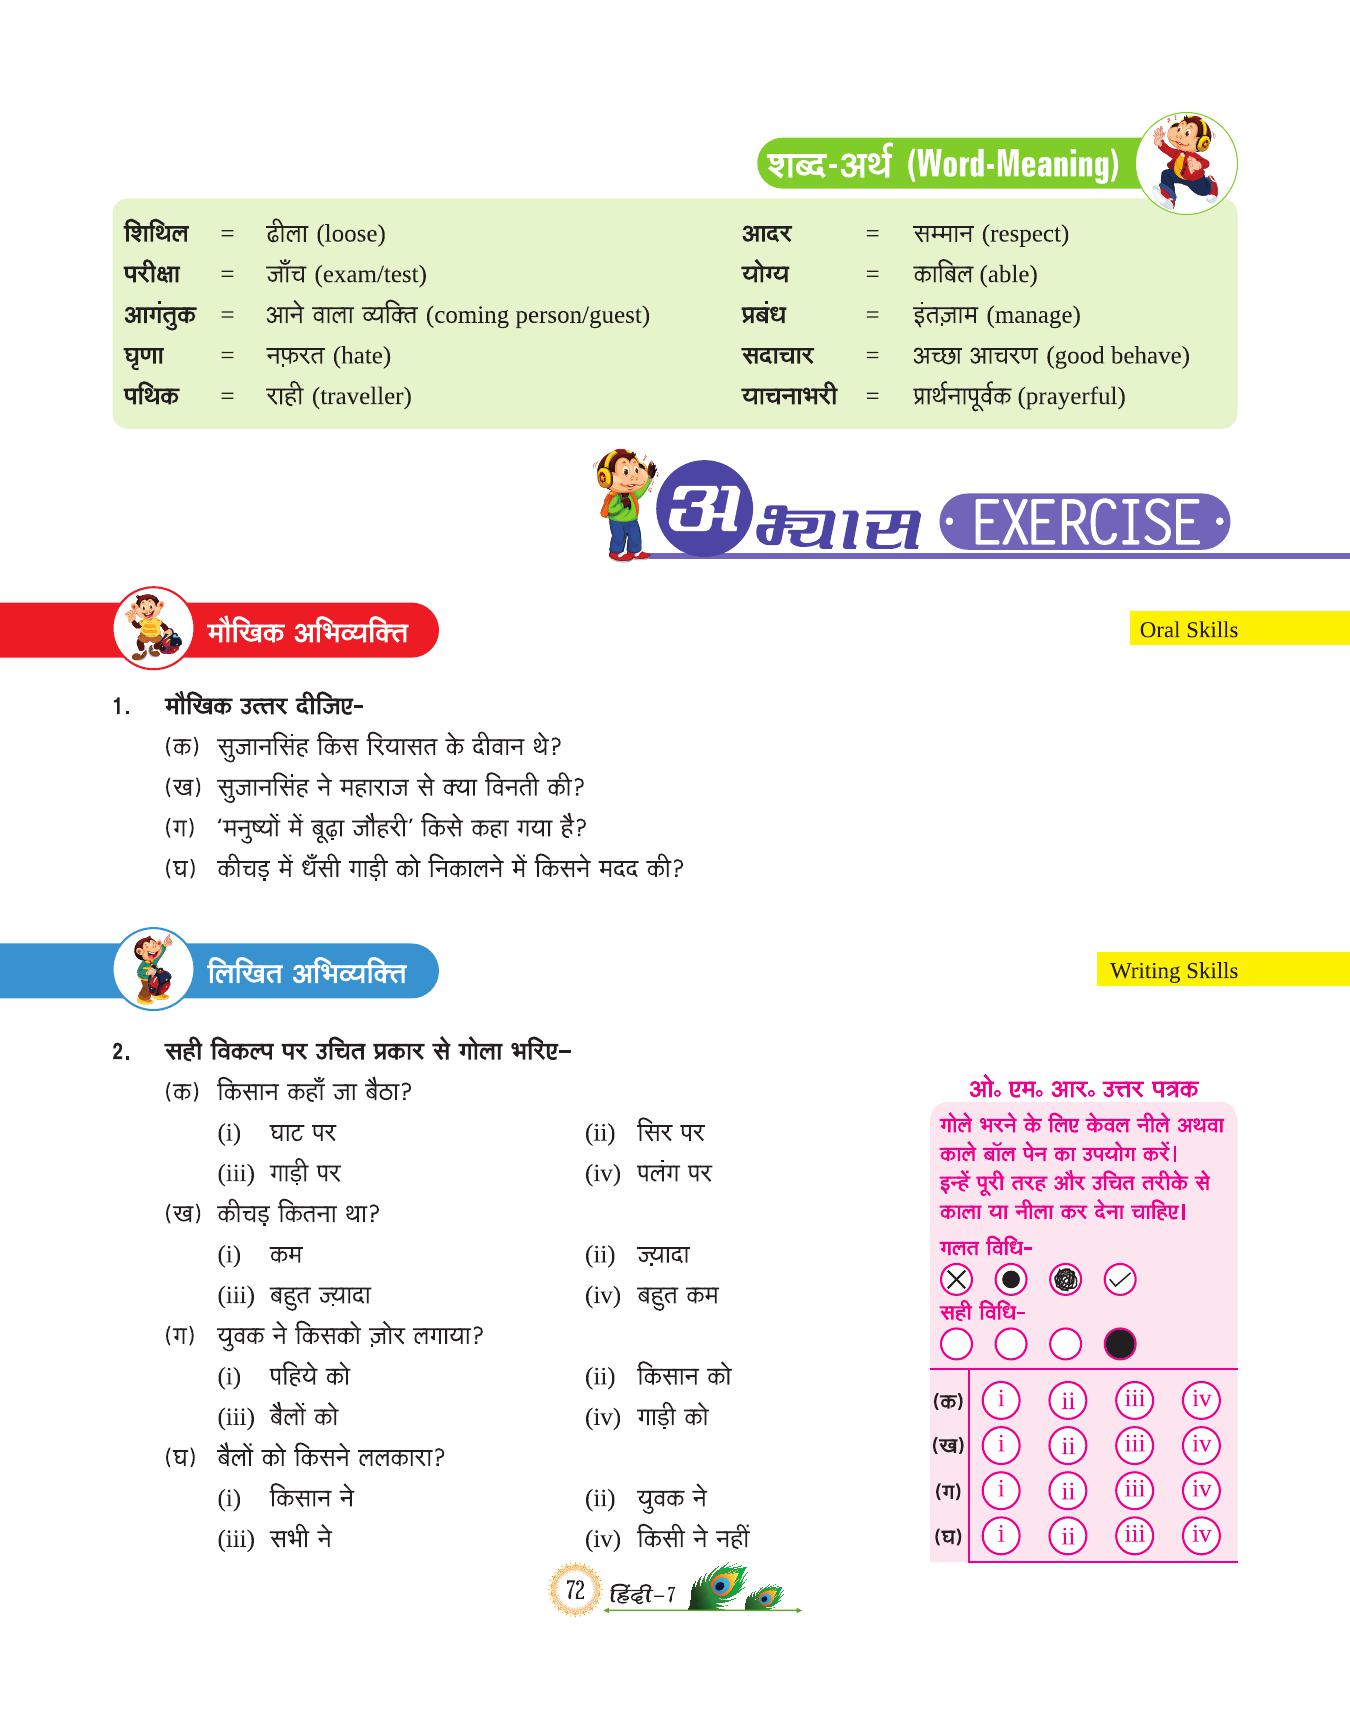 शब्द-अर्थ (Word-Meaning)
शिथिल = ढीला (loose) आदर = सम्मान (respect)
परीक्षा = जाँच (exam/test) योग्य = काबिल (able)
आगंतुक = आने वाला व्यक्ति (coming person/guest) प्रबंध = इंतज़ाम (manage)
घृणा = नफ़रत (hate) सदाचार = अच्छा आचरण (good behave)
पथिक = राही (traveller) याचनाभरी = प्रार्थनापूर्वक (prayerful)
अभ्यास EXERCISE
मौखिक अभिव्यक्ति Oral Skills
1. मौखिक उत्तर दीजिए-
(क) सुजानसिंह किस रियासत के दीवान थे?
(ख) सुजानसिंह ने महाराज से क्या विनती की?
(ग) ‘मनुष्यों में बूढ़ा जौहरी’ किसे कहा गया है?
(घ) कीचड़ में धँसी गाड़ी को निकालने में किसने मदद की?
लिखित अभिव्यक्ति Writing Skills
2. सही विकल्प पर उचित प्रकार से गोला भरिए–
(क) किसान कहाँ जा बैठा?
(i) घाट पर (ii) सिर पर
(iii) गाड़ी पर (iv) पलंग पर
(ख) कीचड़ कितना था?
(i) कम (ii) ज़्यादा
(iii) बहुत ज़्यादा (iv) बहुत कम
(ग) युवक ने किसको ज़ोर लगाया?
(i) पहिये को (ii) किसान को
(iii) बैलों को (iv) गाड़ी को
(घ) बैलों को किसने ललकारा?
(i) किसान ने (ii) युवक ने
(iii) सभी ने (iv) किसी ने नहीं
ओ॰ एम॰ आर॰ उत्तर पत्रक
गोले भरने के लिए केवल नीले अथवा
काले बॉल पेन का उपयोग करें।
इन्हें पूरी तरह और उचित तरीके से
काला या नीला कर देना चाहिए।
गलत विधि-
सही विधि-
(क) i ii iii iv
(ख) i ii iii iv
(ग) i ii iii iv
(घ) i ii iii iv
72 हिंदी–7